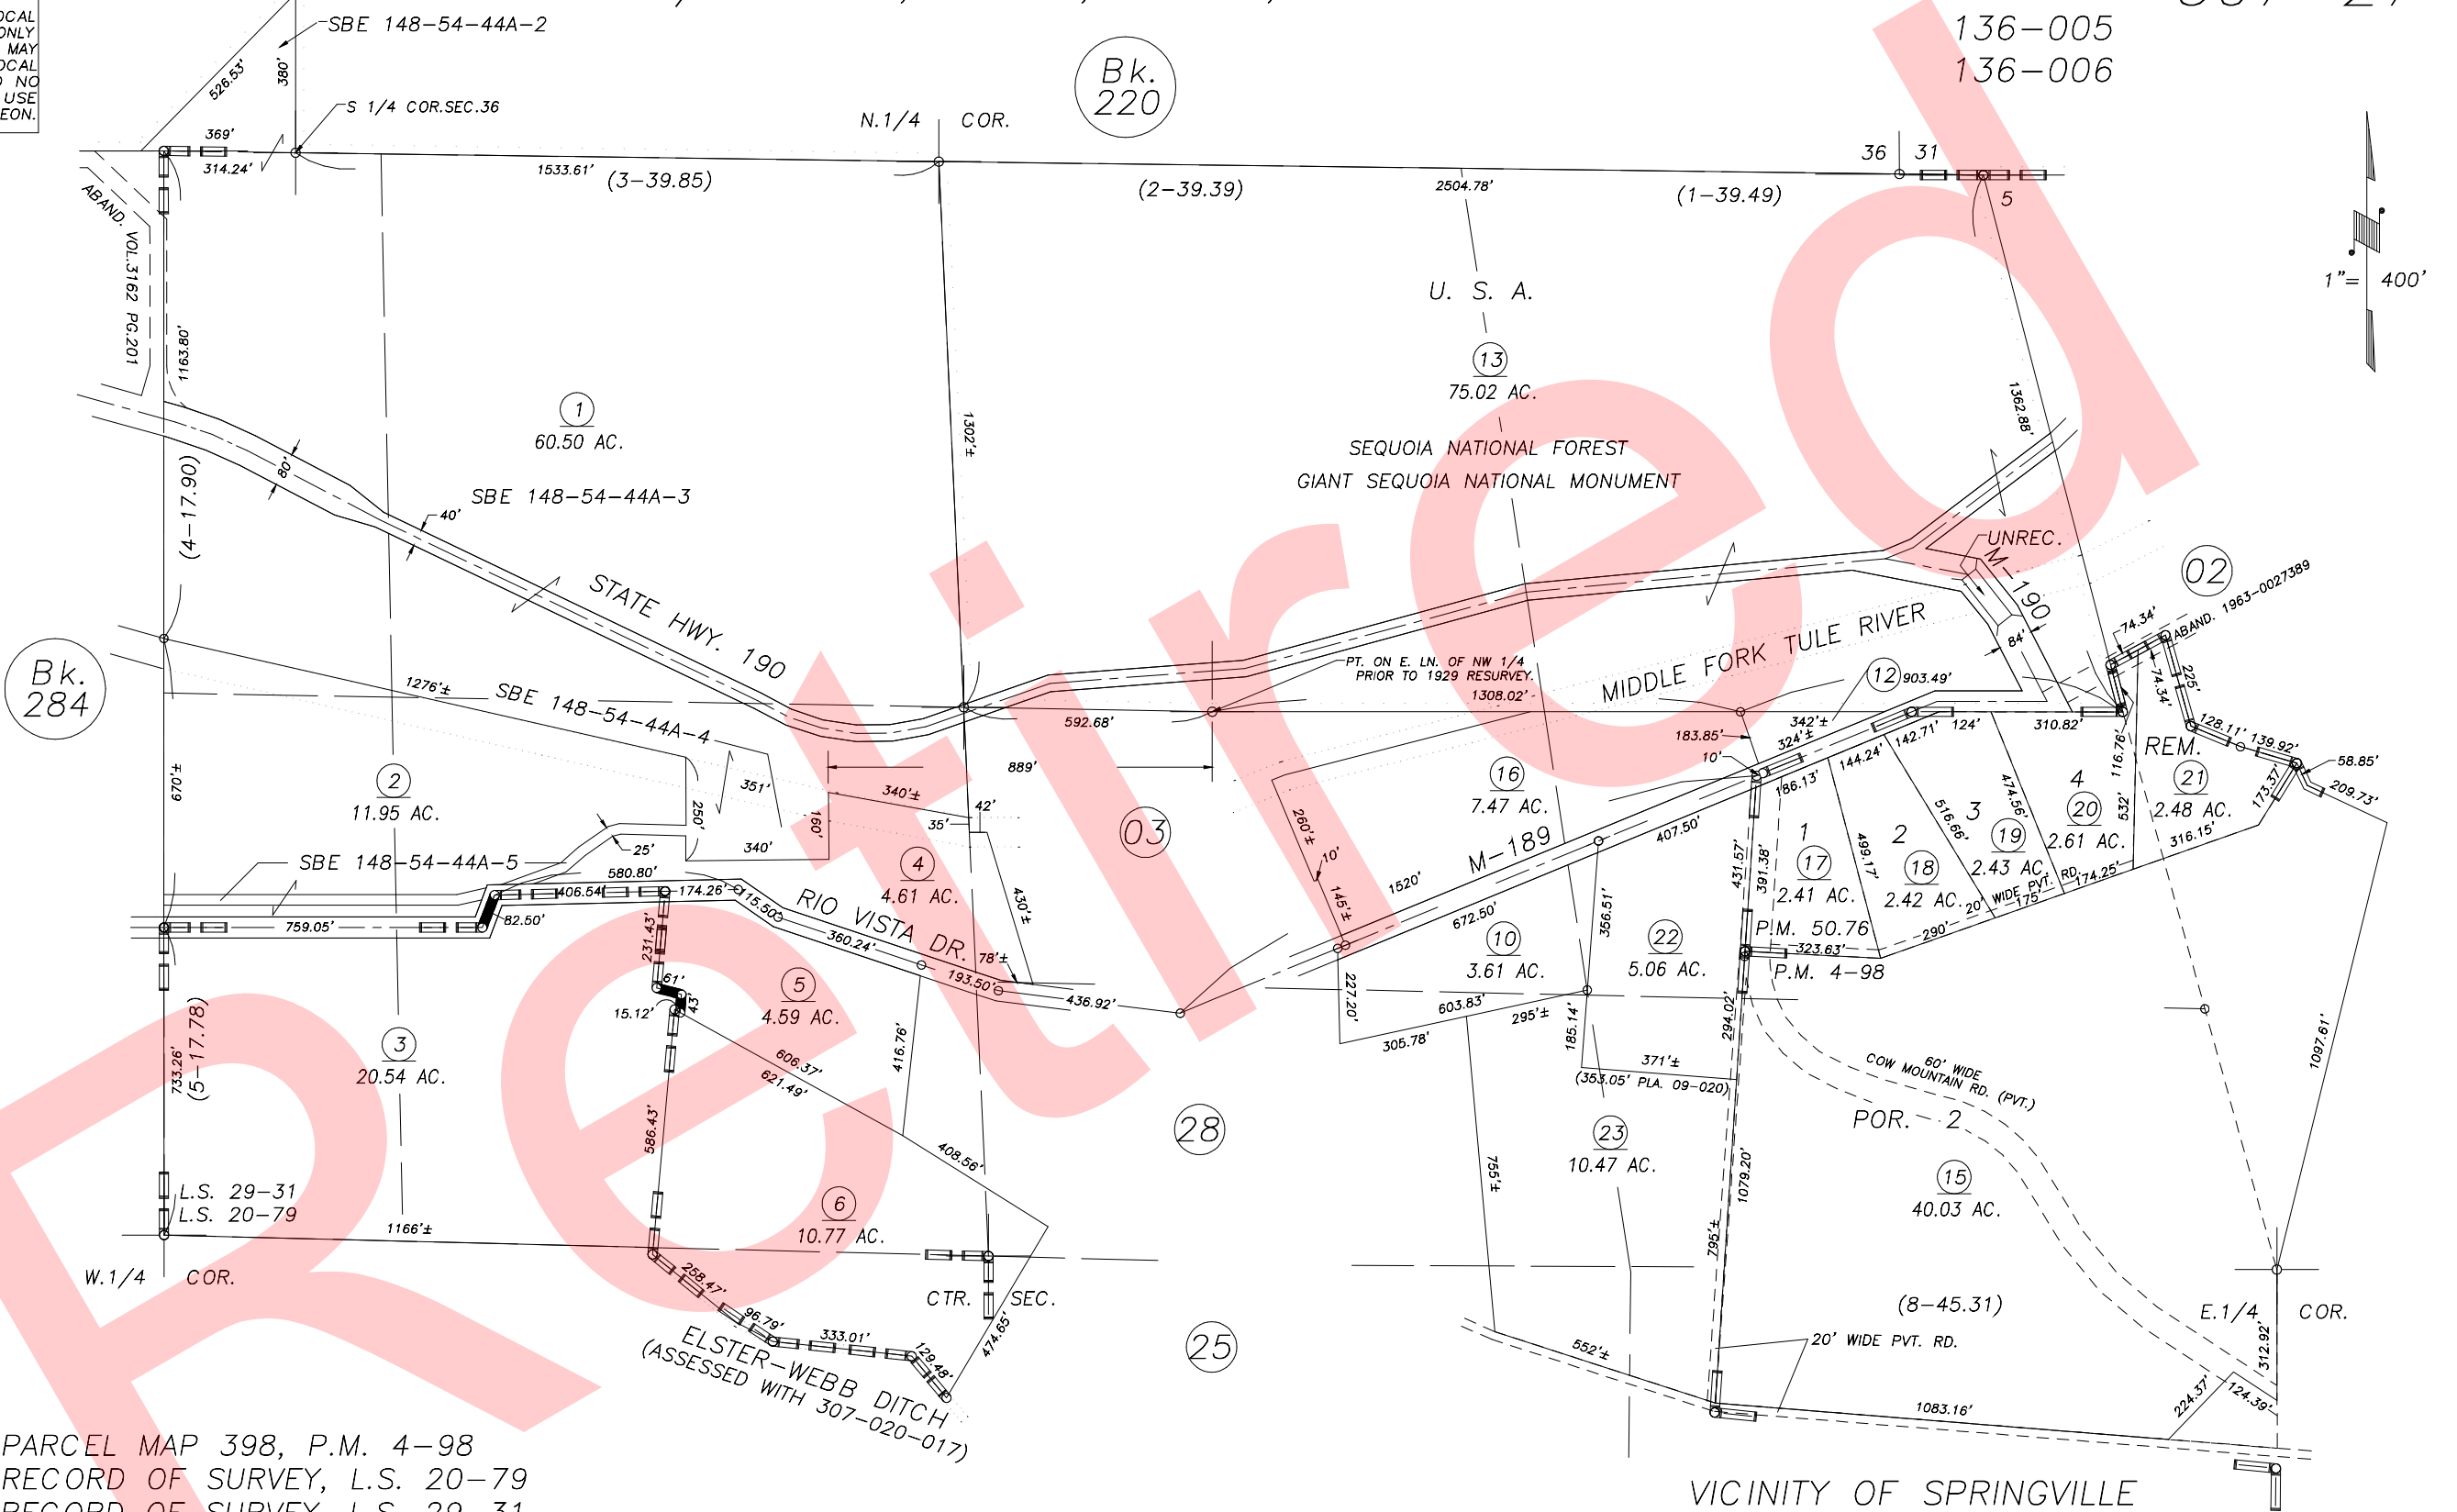 OCAL
ONLY
MAY
OCAL
NO
USE
EON.
SBE 148-54-44A-2
526.53'
380'
S 1/4 COR.SEC.36
369'
314.24'
1533.61'
(3-39.85)
N.1/4 COR.
Bk.
220
136-005
136-006
(2-39.39)
2504.78'
(1-39.49)
36 31
5
1"= 400'
ABAND. VOL.3162 PG.201
1163.80'
(4-17.90)
80'
1
60.50 AC.
SBE 148-54-44A-3
40'
STATE HWY. 190
1302'±
U. S. A.
13
75.02 AC.
SEQUOIA NATIONAL FOREST
GIANT SEQUOIA NATIONAL MONUMENT
1362.88'
UNREC.
M-190
84'
02
ABAND. 1963-0027389
74.34'
74.34'
225'
Bk.
284
1276'±
SBE 148-54-44A-4
670'±
2
11.95 AC.
351'
250'
340'
160'
340'±
889'
592.68'
42'
35'
PT. ON E. LN. OF NW 1/4
PRIOR TO 1929 RESURVEY.
1308.02'
MIDDLE FORK TULE RIVER
12
903.49'
342'±
324'±
183.85'
10'
142.71'
124'
310.82'
144.24'
186.13'
116.76'
REM.
21
2.48 AC.
128.11'
139.92'
58.85'
209.73'
173.37'
316.15'
532'
4
20
2.61 AC.
474.56'
3
19
2.43 AC.
516.66'
2
18
2.42 AC.
499.17'
1
17
2.41 AC.
431.57'
391.38'
174.25'
175'
20' WIDE PVT. RD.
290'
P.M. 50.76
323.63'
P.M. 4-98
16
7.47 AC.
M-189
407.50'
1520'
672.50'
260'±
10'
145'±
03
4
4.61 AC.
430'±
78'±
SBE 148-54-44A-5
25'
580.80'
406.54'
174.26'
115.50'
RIO VISTA DR.
360.24'
193.50'
436.92'
82.50'
759.05'
231.43'
61'
43'
15.12'
5
4.59 AC.
416.76'
606.37'
621.49'
408.56'
3
20.54 AC.
733.26'
(5-17.78)
586.43'
10
3.61 AC.
227.20'
603.83'
305.78'
295'±
356.51'
22
5.06 AC.
185.14'
371'±
(353.05' PLA. 09-020)
294.02'
28
23
10.47 AC.
755'±
1079.20'
795'±
60' WIDE
COW MOUNTAIN RD. (PVT.)
POR. 2
15
40.03 AC.
1097.61'
L.S. 29-31
L.S. 20-79
1166'±
W.1/4 COR.
6
10.77 AC.
258.47'
96.79'
333.01'
129.48'
474.65'
CTR. SEC.
ELSTER-WEBB DITCH
(ASSESSED WITH 307-020-017)
25
552'±
(8-45.31)
20' WIDE PVT. RD.
1083.16'
E.1/4 COR.
312.92'
224.37'
124.39'
PARCEL MAP 398, P.M. 4-98
RECORD OF SURVEY, L.S. 20-79
RECORD OF SURVEY, L.S. 29-31
VICINITY OF SPRINGVILLE
Retired